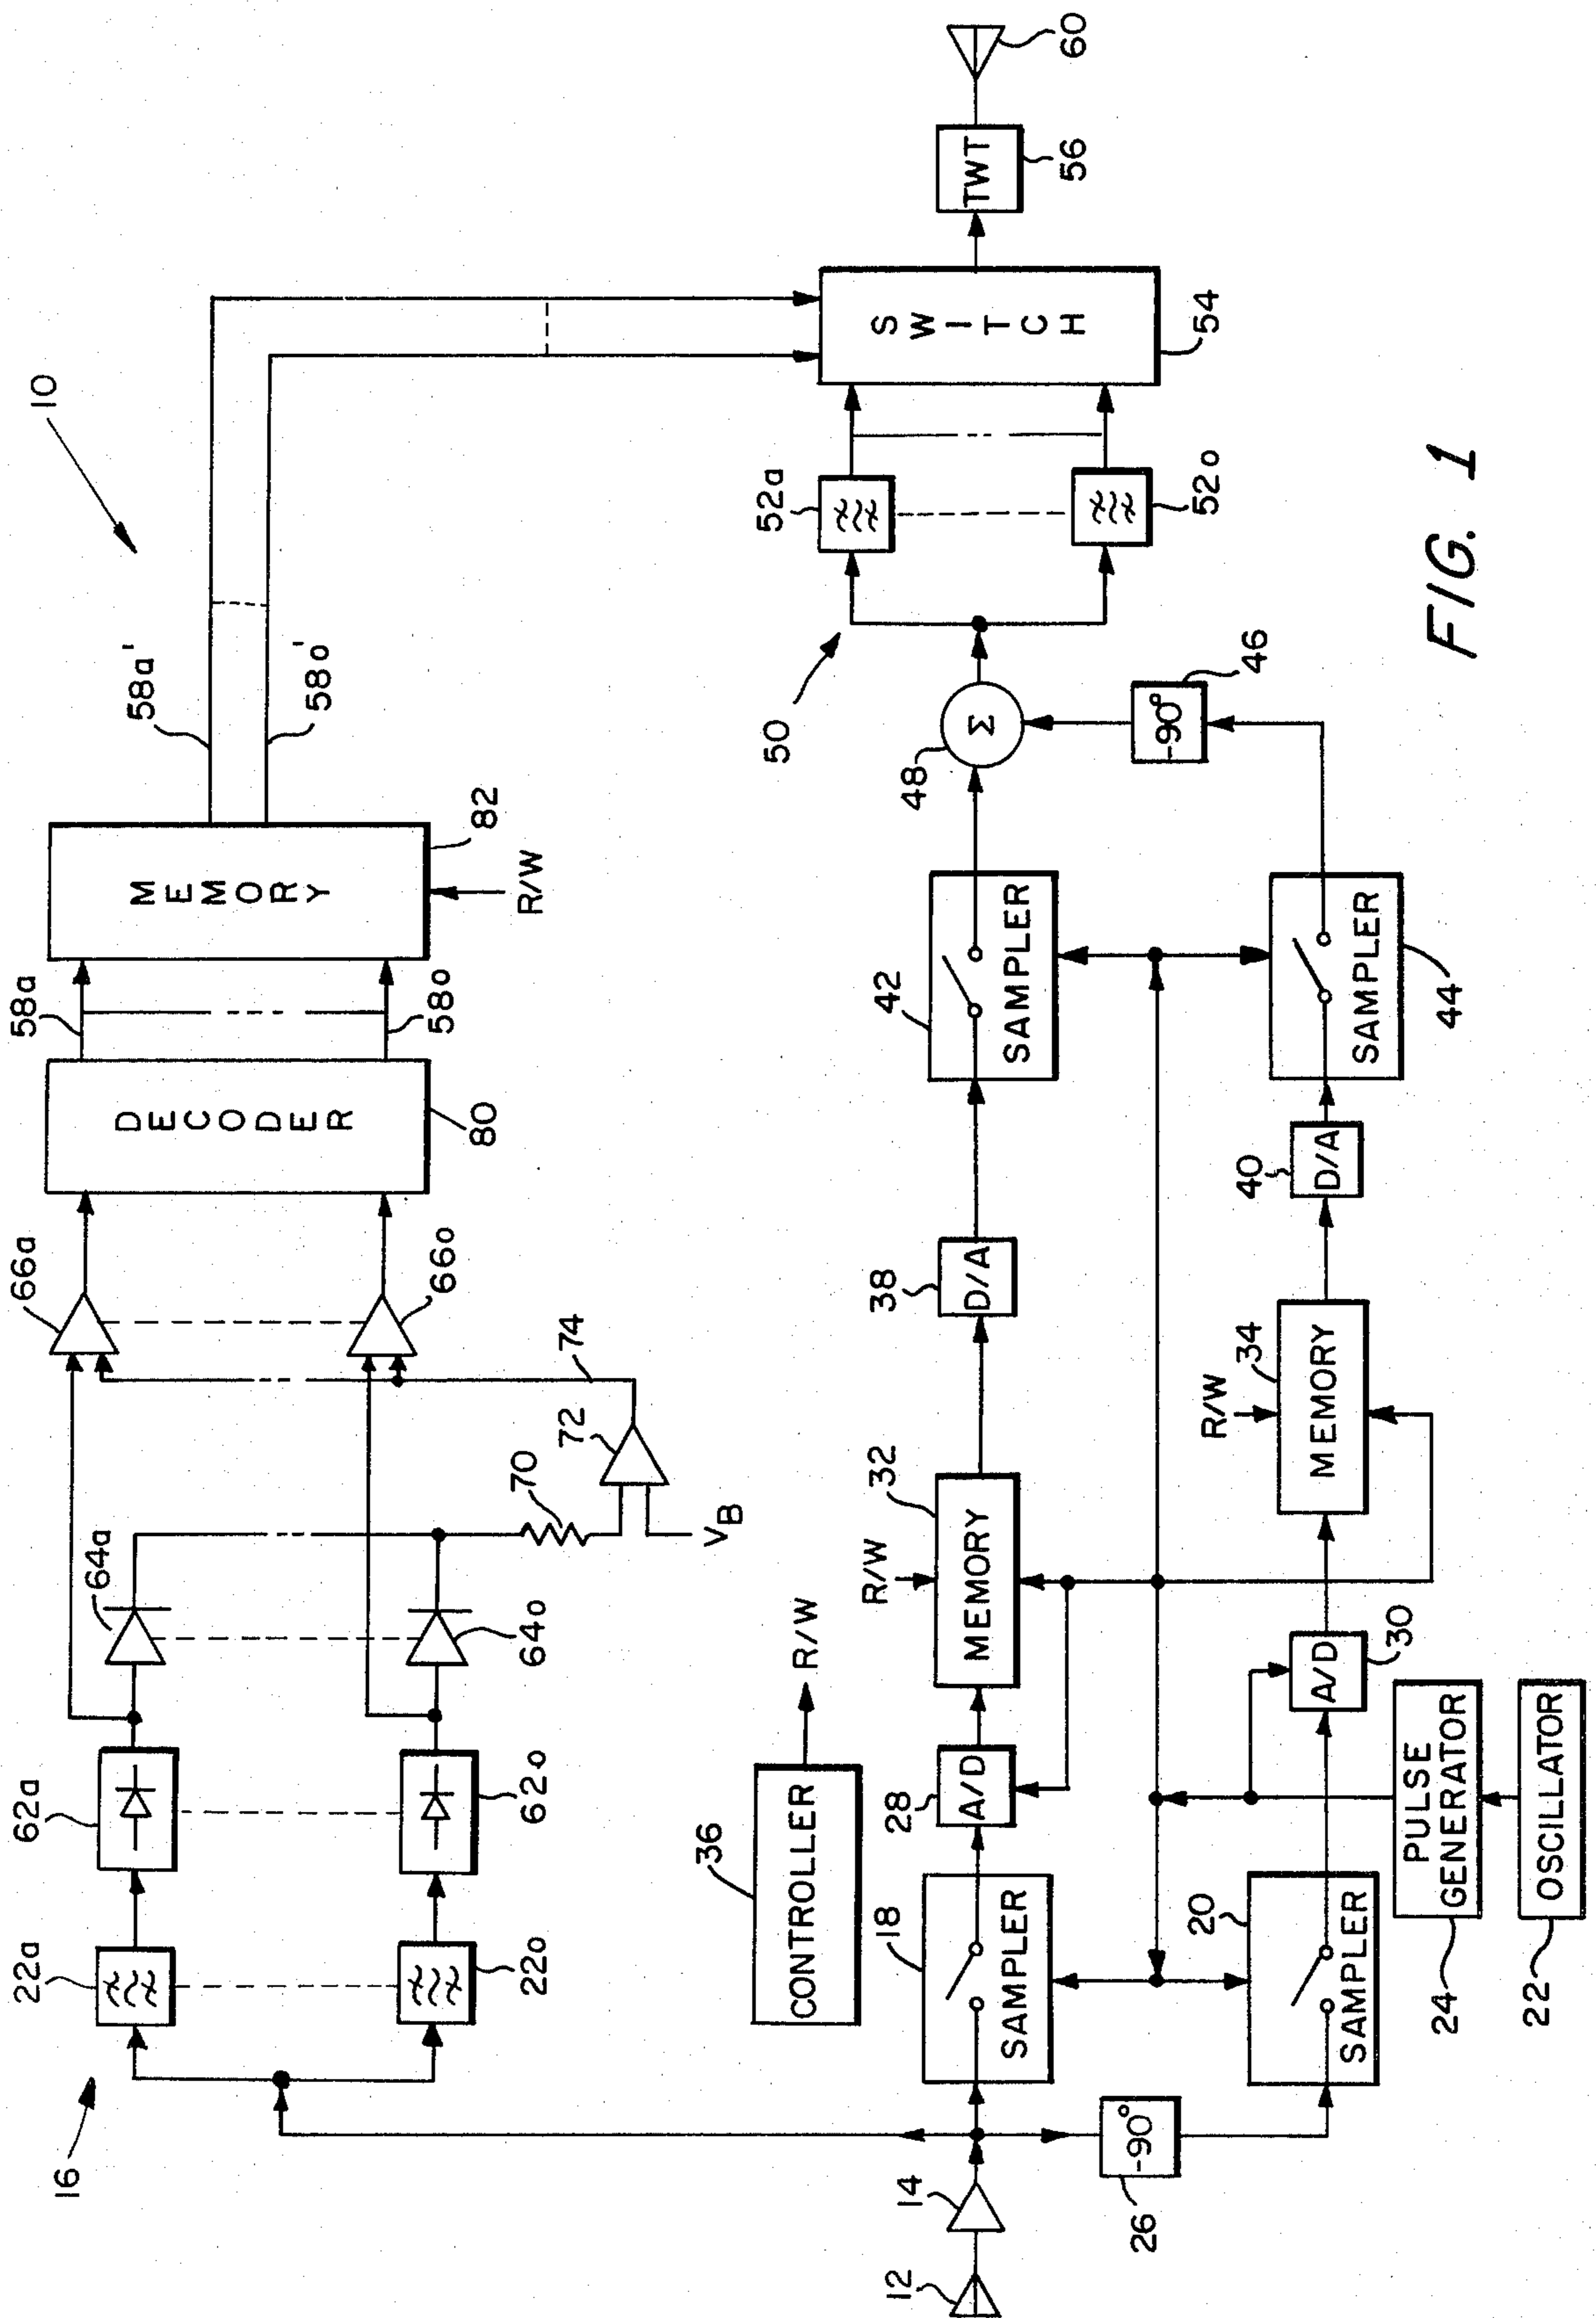 10
16
22a
62a
64a
66a
58a
58a'
DECODER
MEMORY
82
80
R/W
22o
62o
64o
66o
58o
58o'
70
72
74
V_B
36
CONTROLLER
R/W
12
14
18
SAMPLER
28
A/D
R/W
32
MEMORY
38
D/A
42
SAMPLER
48
Σ
50
52a
52o
SWITCH
54
TWT
56
60
26
-90°
20
SAMPLER
30
A/D
R/W
34
MEMORY
40
D/A
44
SAMPLER
46
-90°
24
PULSE
GENERATOR
22
OSCILLATOR
FIG. 1